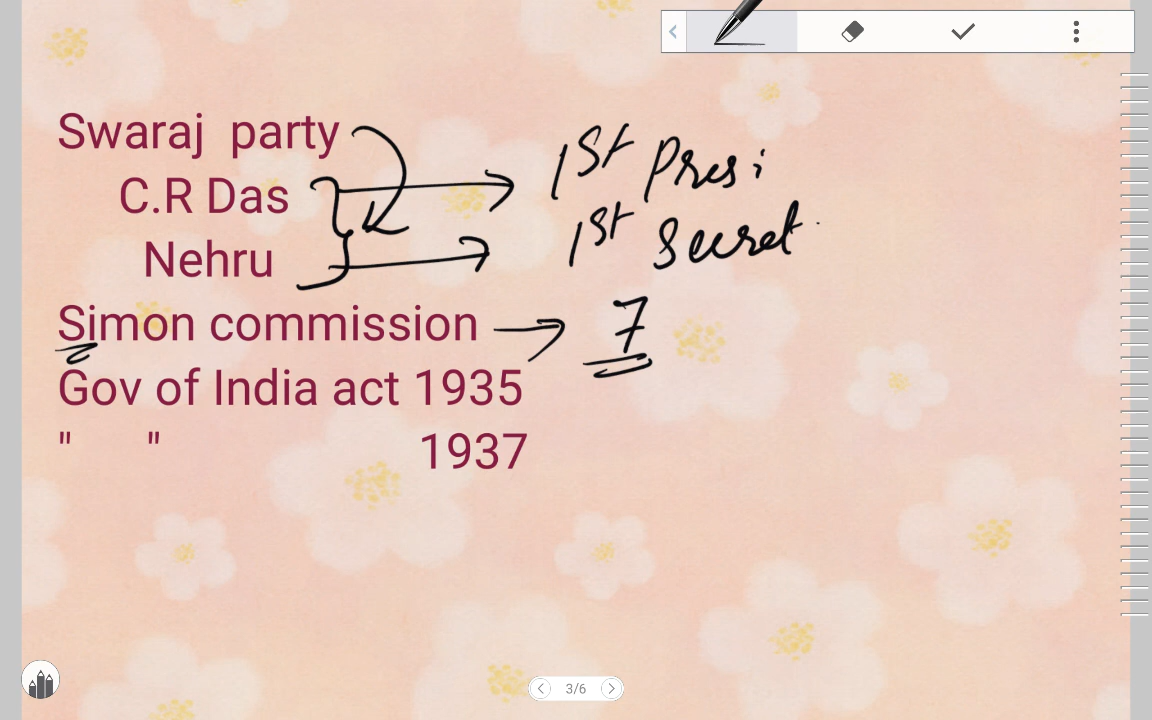 Swaraj party
C.R Das 1st Presi
Nehru 1st Secret
Simon commission 7
Gov of India act 1935
" " 1937
3/6